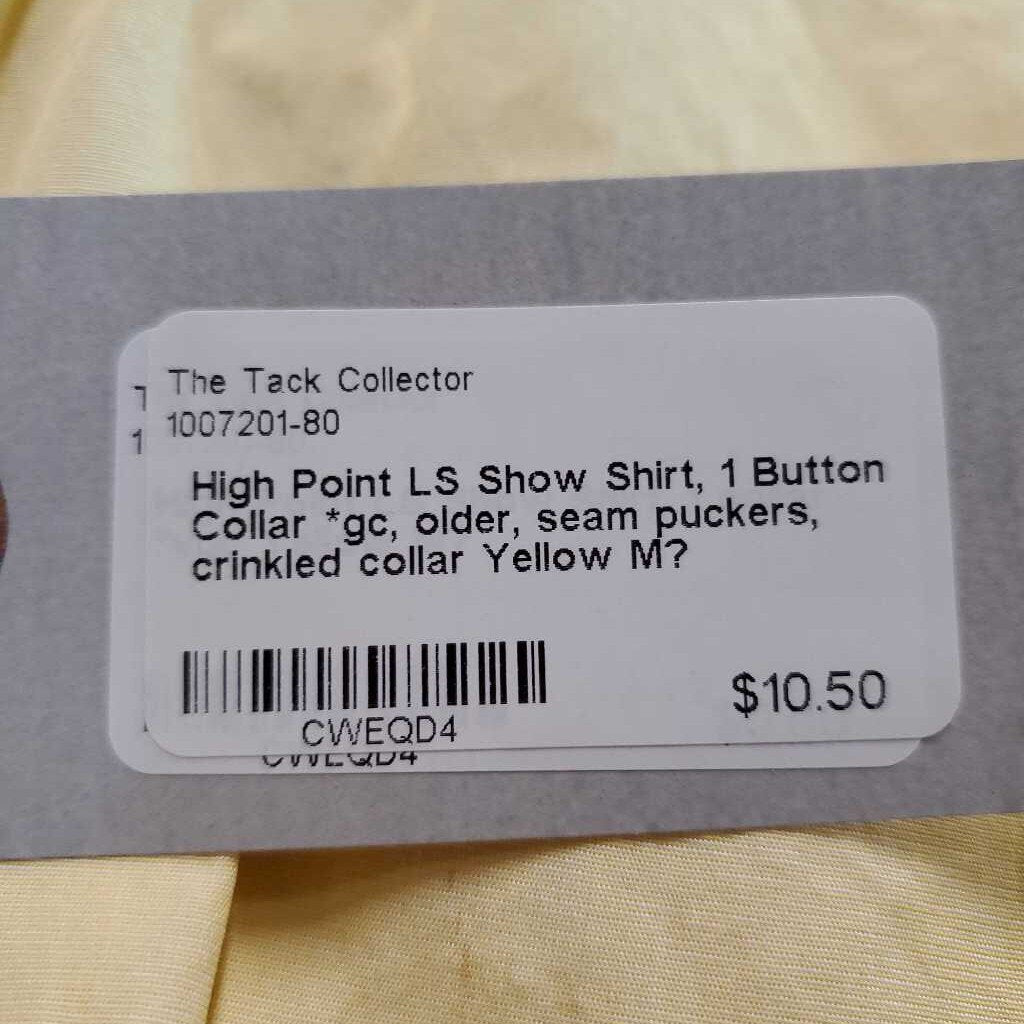 The Tack Collector
1007201-80
High Point LS Show Shirt, 1 Button
Collar *gc, older, seam puckers,
crinkled collar Yellow M?
CWEQD4
$10.50